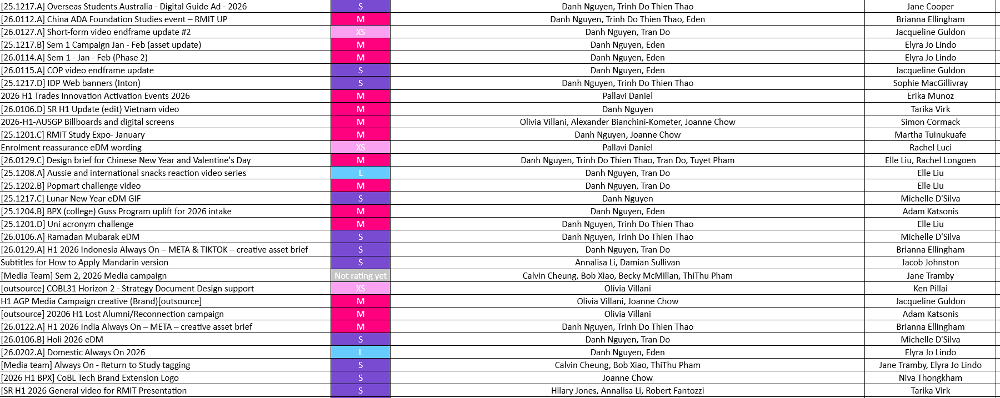 [25.1217.A] Overseas Students Australia - Digital Guide Ad - 2026 S Danh Nguyen, Trinh Do Thien Thao Jane Cooper
[26.0112.A] China ADA Foundation Studies event – RMIT UP M Danh Nguyen, Trinh Do Thien Thao, Eden Brianna Ellingham
[26.0127.A] Short-form video endframe update #2 XS Danh Nguyen, Tran Do Jacqueline Guldon
[25.1217.B] Sem 1 Campaign Jan - Feb (asset update) M Danh Nguyen, Eden Elyra Jo Lindo
[26.0114.A] Sem 1 - Jan - Feb (Phase 2) M Danh Nguyen, Eden Elyra Jo Lindo
[26.0115.A] COP video endframe update S Danh Nguyen, Eden Jacqueline Guldon
[25.1217.D] IDP Web banners (Inton) S Danh Nguyen, Trinh Do Thien Thao Sophie MacGillivray
2026 H1 Trades Innovation Activation Events 2026 M Pallavi Daniel Erika Munoz
[26.0106.D] SR H1 Update (edit) Vietnam video M Danh Nguyen Tarika Virk
2026-H1-AUSGP Billboards and digital screens M Olivia Villani, Alexander Bianchini-Kometer, Joanne Chow Simon Cormack
[25.1201.C] RMIT Study Expo- January M Danh Nguyen, Joanne Chow Martha Tuinukuafe
Enrolment reassurance eDM wording XS Pallavi Daniel Rachel Luci
[26.0129.C] Design brief for Chinese New Year and Valentine's Day M Danh Nguyen, Trinh Do Thien Thao, Tran Do, Tuyet Pham Elle Liu, Rachel Longoen
[25.1208.A] Aussie and international snacks reaction video series L Danh Nguyen, Tran Do Elle Liu
[25.1202.B] Popmart challenge video M Danh Nguyen, Tran Do Elle Liu
[25.1217.C] Lunar New Year eDM GIF S Danh Nguyen Michelle D'Silva
[25.1204.B] BPX (college) Guss Program uplift for 2026 intake M Danh Nguyen, Eden Adam Katsonis
[25.1201.D] Uni acronym challenge M Danh Nguyen, Trinh Do Thien Thao Elle Liu
[26.0106.A] Ramadan Mubarak eDM S Danh Nguyen, Trinh Do Thien Thao Michelle D'Silva
[26.0129.A] H1 2026 Indonesia Always On – META & TIKTOK – creative asset brief S Danh Nguyen, Tran Do Brianna Ellingham
Subtitles for How to Apply Mandarin version S Annalisa Li, Damian Sullivan Jacob Johnston
[Media Team] Sem 2, 2026 Media campaign Not rating yet Calvin Cheung, Bob Xiao, Becky McMillan, ThiThu Pham Jane Tramby
[outsource] COBL31 Horizon 2 - Strategy Document Design support XS Olivia Villani Ken Pillai
H1 AGP Media Campaign creative (Brand)[outsource] M Olivia Villani, Joanne Chow Jacqueline Guldon
[outsource] 20206 H1 Lost Alumni/Reconnection campaign M Olivia Villani Adam Katsonis
[26.0122.A] H1 2026 India Always On – META – creative asset brief M Danh Nguyen, Trinh Do Thien Thao Brianna Ellingham
[26.0106.B] Holi 2026 eDM S Danh Nguyen, Tran Do Michelle D'Silva
[26.0202.A] Domestic Always On 2026 L Danh Nguyen, Eden Elyra Jo Lindo
[Media team] Always On - Return to Study tagging S Calvin Cheung, Bob Xiao, ThiThu Pham Jane Tramby, Elyra Jo Lindo
[2026 H1 BPX] CoBL Tech Brand Extension Logo S Joanne Chow Niva Thongkham
[SR H1 2026 General video for RMIT Presentation S Hilary Jones, Annalisa Li, Robert Fantozzi Tarika Virk